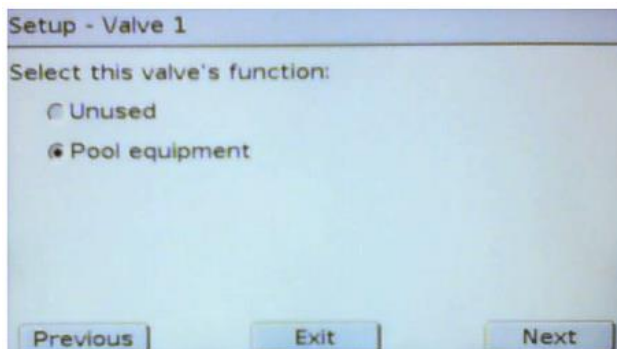 Setup - Valve 1
Select this valve's function:
Unused
Pool equipment
Previous
Exit
Next